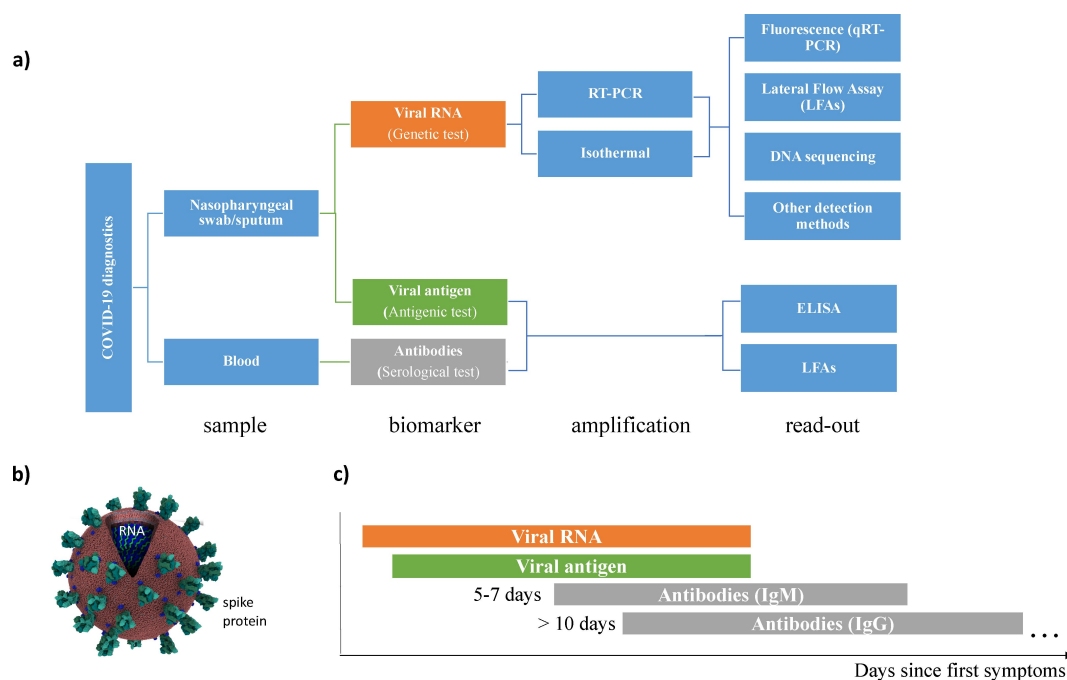 a)
COVID-19 diagnostics
Nasopharyngeal
swab/sputum
Blood
Viral RNA
(Genetic test)
Viral antigen
(Antigenic test)
Antibodies
(Serological test)
RT-PCR
Isothermal
Fluorescence (qRT-
PCR)
Lateral Flow Assay
(LFAs)
DNA sequencing
Other detection
methods
ELISA
LFAs
sample
biomarker
amplification
read-out
b)
RNA
spike
protein
c)
Viral RNA
Viral antigen
5-7 days
Antibodies (IgM)
> 10 days
Antibodies (IgG)
...
Days since first symptoms